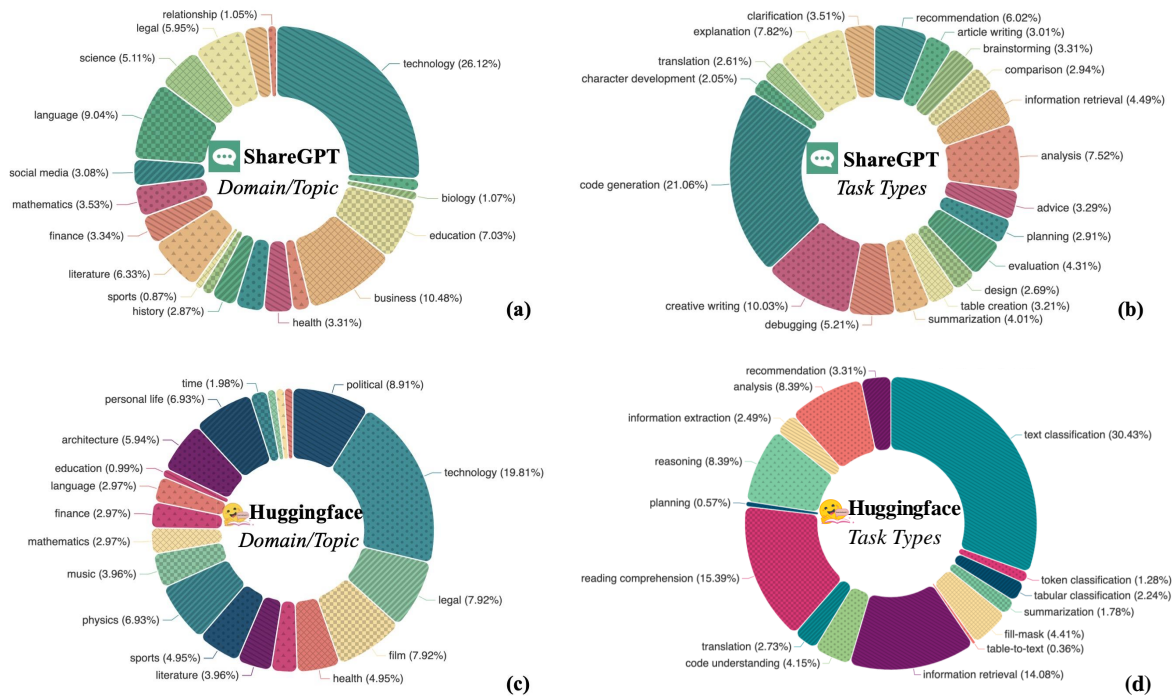 relationship (1.05%)
legal (5.95%)
science (5.11%)
technology (26.12%)
language (9.04%)
ShareGPT
Domain/Topic
social media (3.08%)
biology (1.07%)
mathematics (3.53%)
education (7.03%)
finance (3.34%)
literature (6.33%)
business (10.48%)
sports (0.87%)
history (2.87%)
health (3.31%)
(a)
clarification (3.51%)
recommendation (6.02%)
explanation (7.82%)
article writing (3.01%)
brainstorming (3.31%)
translation (2.61%)
comparison (2.94%)
character development (2.05%)
information retrieval (4.49%)
ShareGPT
Task Types
analysis (7.52%)
code generation (21.06%)
advice (3.29%)
planning (2.91%)
evaluation (4.31%)
design (2.69%)
creative writing (10.03%)
table creation (3.21%)
summarization (4.01%)
debugging (5.21%)
(b)
time (1.98%)
political (8.91%)
personal life (6.93%)
architecture (5.94%)
technology (19.81%)
education (0.99%)
language (2.97%)
Huggingface
Domain/Topic
finance (2.97%)
mathematics (2.97%)
music (3.96%)
legal (7.92%)
physics (6.93%)
film (7.92%)
sports (4.95%)
literature (3.96%)
health (4.95%)
(c)
recommendation (3.31%)
analysis (8.39%)
information extraction (2.49%)
text classification (30.43%)
reasoning (8.39%)
planning (0.57%)
Huggingface
Task Types
reading comprehension (15.39%)
token classification (1.28%)
tabular classification (2.24%)
summarization (1.78%)
fill-mask (4.41%)
translation (2.73%)
table-to-text (0.36%)
code understanding (4.15%)
information retrieval (14.08%)
(d)